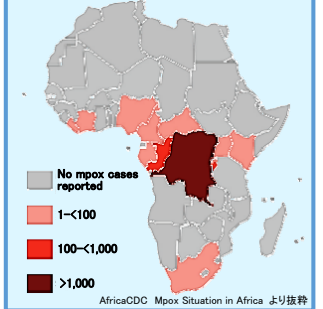 No mpox cases
reported
1-<100
100-<1,000
>1,000
AfricaCDC Mpox Situation in Africa より抜粋